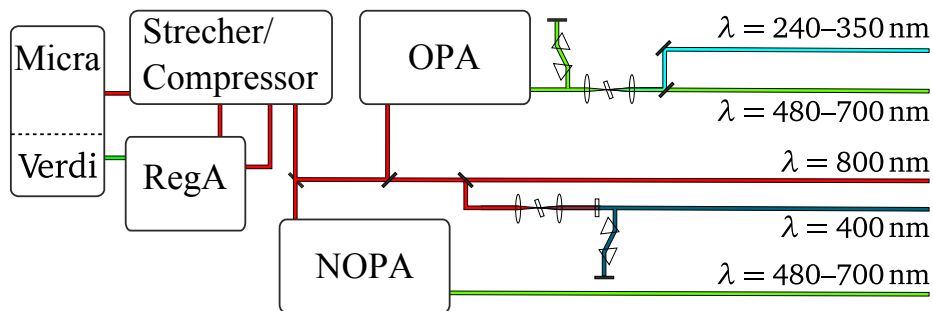 Micra
Verdi
Strecher/
Compressor
RegA
OPA
NOPA
λ = 240–350 nm
λ = 480–700 nm
λ = 800 nm
λ = 400 nm
λ = 480–700 nm